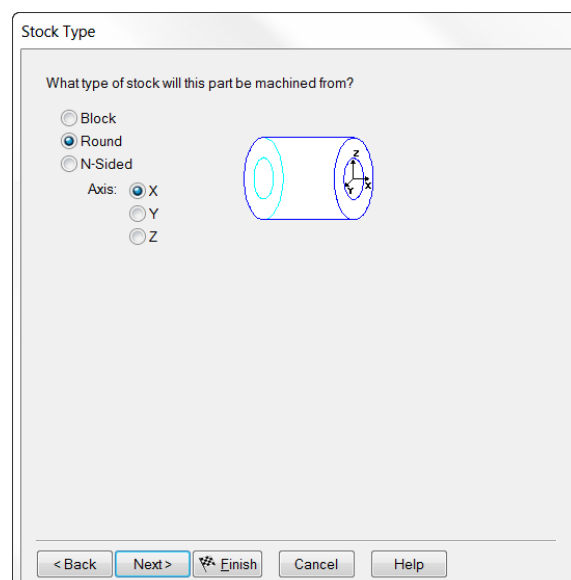 Stock Type
What type of stock will this part be machined from?
Block
Round
N-Sided
Axis: X
Y
Z
Z
X
Y
< Back Next > Finish Cancel Help